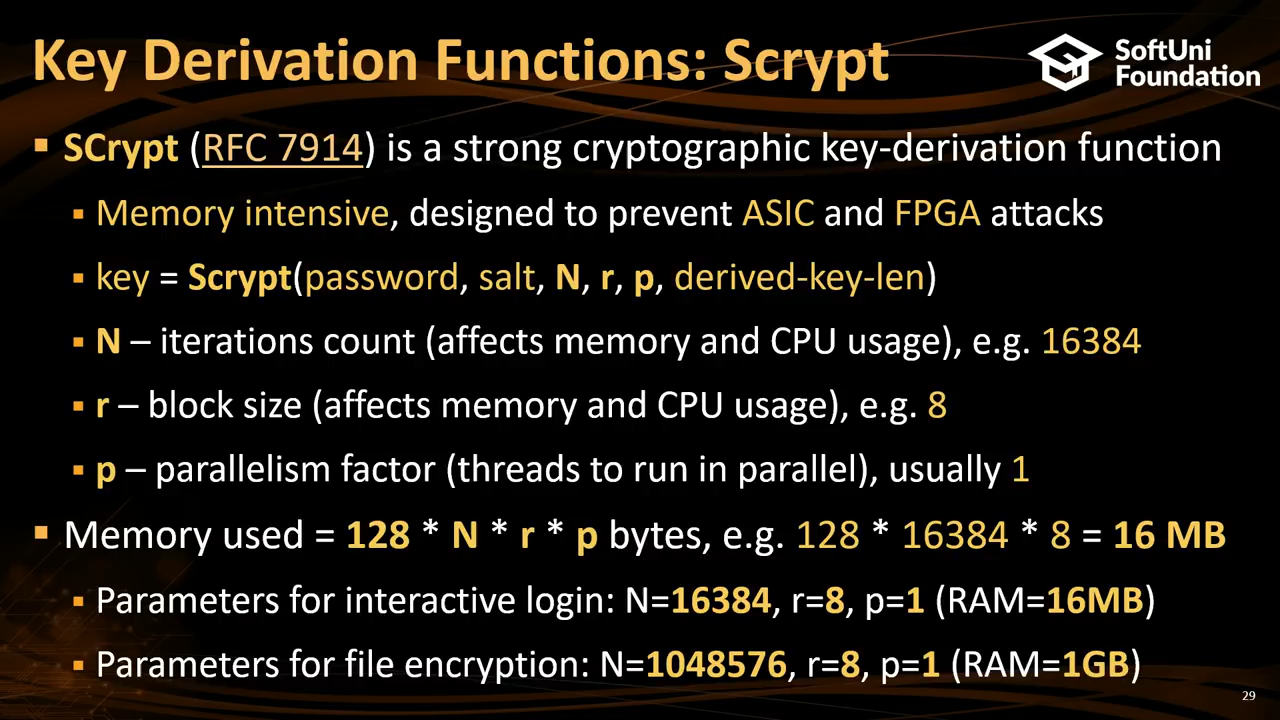 Key Derivation Functions: Scrypt
SoftUni
Foundation
▪ SCrypt (RFC 7914) is a strong cryptographic key-derivation function
▪ Memory intensive, designed to prevent ASIC and FPGA attacks
▪ key = Scrypt(password, salt, N, r, p, derived-key-len)
▪ N – iterations count (affects memory and CPU usage), e.g. 16384
▪ r – block size (affects memory and CPU usage), e.g. 8
▪ p – parallelism factor (threads to run in parallel), usually 1
▪ Memory used = 128 * N * r * p bytes, e.g. 128 * 16384 * 8 = 16 MB
▪ Parameters for interactive login: N=16384, r=8, p=1 (RAM=16MB)
▪ Parameters for file encryption: N=1048576, r=8, p=1 (RAM=1GB)
29